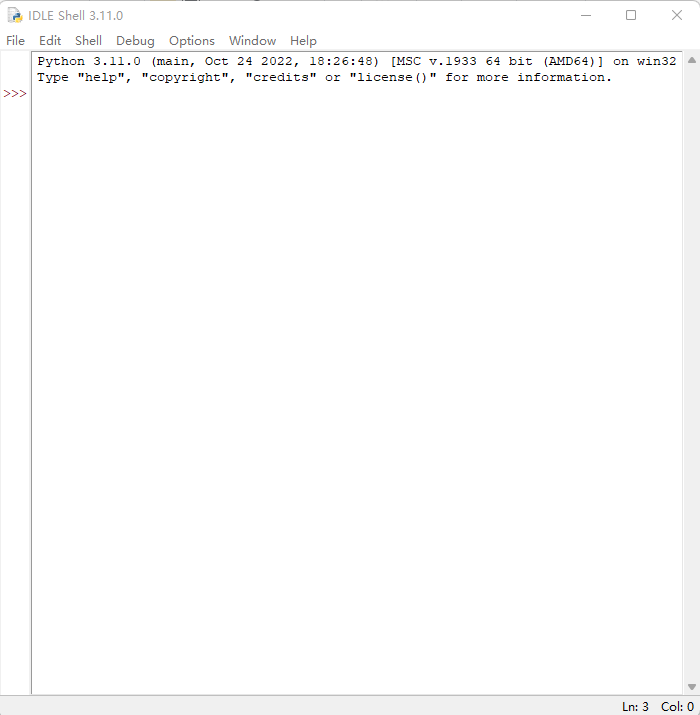 IDLE Shell 3.11.0
File Edit Shell Debug Options Window Help
Python 3.11.0 (main, Oct 24 2022, 18:26:48) [MSC v.1933 64 bit (AMD64)] on win32
Type "help", "copyright", "credits" or "license()" for more information.
>>>
Ln: 3 Col: 0